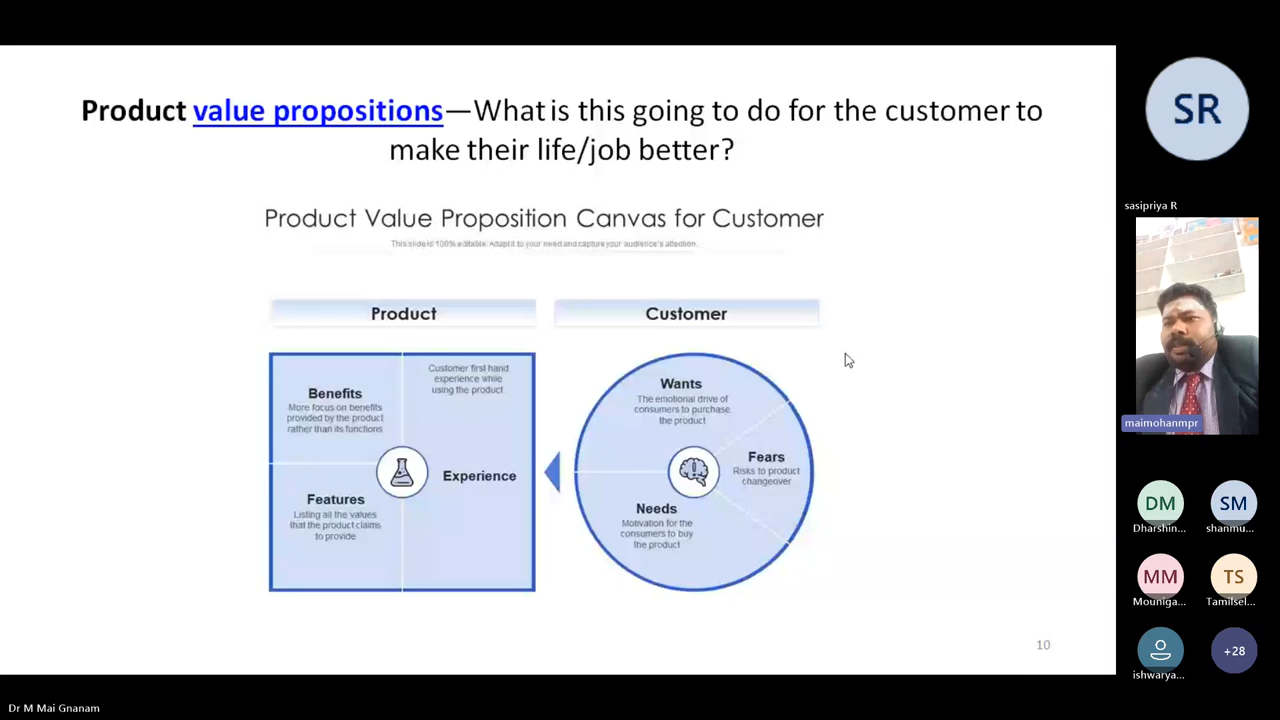 Product value propositions—What is this going to do for the customer to
make their life/job better?
Product Value Proposition Canvas for Customer
This slide is 100% editable. Adapt it to your need and capture your audience's attention.
Product
Customer
Benefits
More focus on benefits
provided by the product
rather than its functions
Customer first hand
experience while
using the product
Experience
Features
Listing all the values
that the product claims
to provide
Wants
The emotional drive of
consumers to purchase
the product
Fears
Risks to product
changeover
Needs
Motivation for the
consumers to buy
the product
10
SR
sasipriya R
maimohanmpr
DM
Dharshin...
SM
shanmu...
MM
Mouniga...
TS
Tamilsel...
ishwarya...
+28
Dr M Mai Gnanam